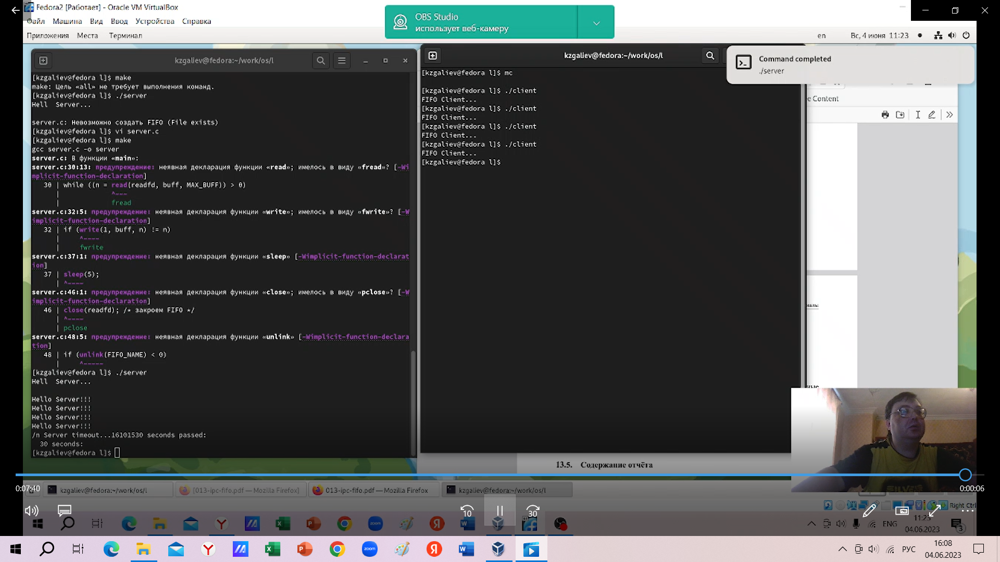 Fedora2 [Работает] - Oracle VM VirtualBox
Файл Машина Вид Ввод Устройства Справка
OBS Studio
использует веб-камеру
Приложения Места Терминал
en Вс, 4 июня 11:23
kzgaliev@fedora:~/work/os/l
[kzgaliev@fedora l]$ make
make: Цель «all» не требует выполнения команд.
[kzgaliev@fedora l]$ ./server
Hell  Server...
server.c: Невозможно создать FIFO (File exists)
[kzgaliev@fedora l]$ vi server.c
[kzgaliev@fedora l]$ make
gcc server.c -o server
server.c: В функции «main»:
server.c:30:13: предупреждение: неявная декларация функции «read»; имелось в виду «fread»? [-Wi
mplicit-function-declaration]
30 | while ((n = read(readfd, buff, MAX_BUFF)) > 0)
| ^~~~
| fread
server.c:32:5: предупреждение: неявная декларация функции «write»; имелось в виду «fwrite»? [-W
implicit-function-declaration]
32 | if (write(1, buff, n) != n)
| ^~~~~
| fwrite
server.c:37:1: предупреждение: неявная декларация функции «sleep» [-Wimplicit-function-declarat
ion]
37 | sleep(5);
| ^~~~~
server.c:46:1: предупреждение: неявная декларация функции «close»; имелось в виду «pclose»? [-W
implicit-function-declaration]
46 | close(readfd); /* закроем FIFO */
| ^~~~~
| pclose
server.c:48:5: предупреждение: неявная декларация функции «unlink» [-Wimplicit-function-declara
tion]
48 | if (unlink(FIFO_NAME) < 0)
| ^~~~~~
[kzgaliev@fedora l]$ ./server
Hell  Server...
Hello Server!!!
Hello Server!!!
Hello Server!!!
Hello Server!!!
/n Server timeout...16101530 seconds passed:
30 seconds:
[kzgaliev@fedora l]$
kzgaliev@fedora:~/work/os/l
[kzgaliev@fedora l]$ mc
[kzgaliev@fedora l]$ ./client
FIFO Client...
[kzgaliev@fedora l]$ ./client
FIFO Client...
[kzgaliev@fedora l]$ ./client
FIFO Client...
[kzgaliev@fedora l]$ ./client
FIFO Client...
[kzgaliev@fedora l]$
Command completed
./server
Content
13.5. Содержание отчёта
0:07:40
0:00:06
kzgaliev@fedora:~/work/os/l
[013-ipc-fifo.pdf — Mozilla Firefox]
013-ipc-fifo.pdf — Mozilla Firefox
kzgaliev@fedora:~/work/os/l
10
30
Right Ctrl
zoom
ENG
11:23
04.06.2023
3
zoom
РУС
16:08
04.06.2023